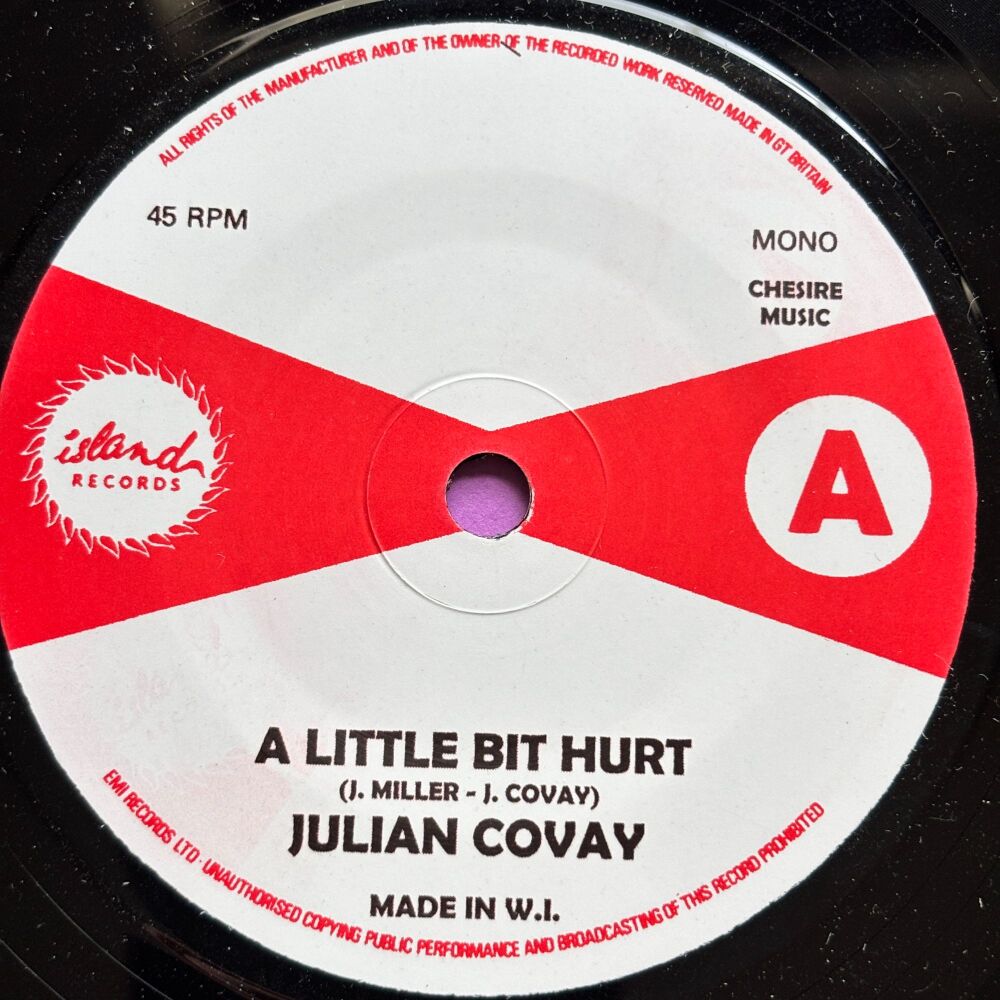 ALL RIGHTS OF THE MANUFACTURER AND OF THE OWNER OF THE RECORDED WORK RESERVED MADE IN GT BRITAIN
45 RPM
MONO
CHESIRE
MUSIC
island
RECORDS
A
A LITTLE BIT HURT
(J. MILLER - J. COVAY)
JULIAN COVAY
MADE IN W.I.
EMI RECORDS LTD · UNAUTHORISED COPYING PUBLIC PERFORMANCE AND BROADCASTING OF THIS RECORD PROHIBITED